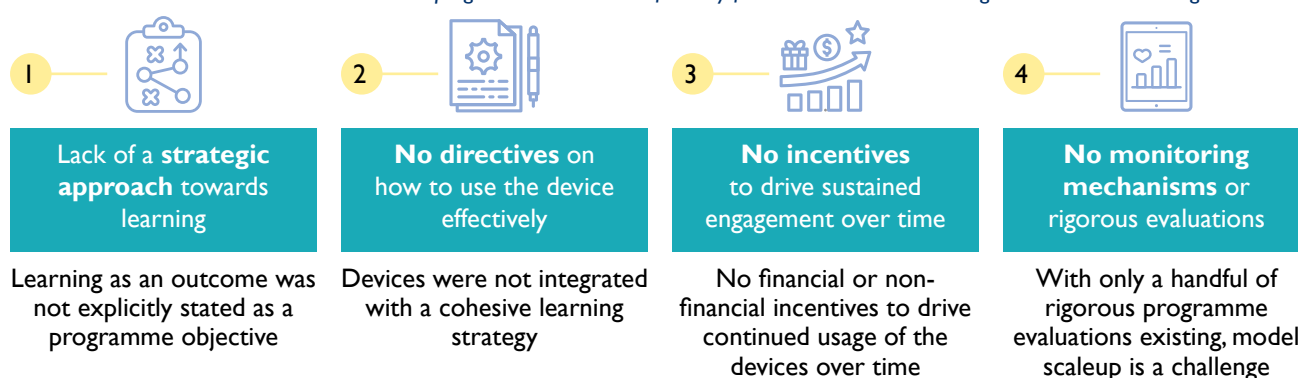 1
Lack of a strategic
approach towards
learning
Learning as an outcome was
not explicitly stated as a
programme objective
2
No directives on
how to use the device
effectively
Devices were not integrated
with a cohesive learning
strategy
3
No incentives
to drive sustained
engagement over time
No financial or non-
financial incentives to drive
continued usage of the
devices over time
4
No monitoring
mechanisms or
rigorous evaluations
With only a handful of
rigorous programme
evaluations existing, model
scaleup is a challenge